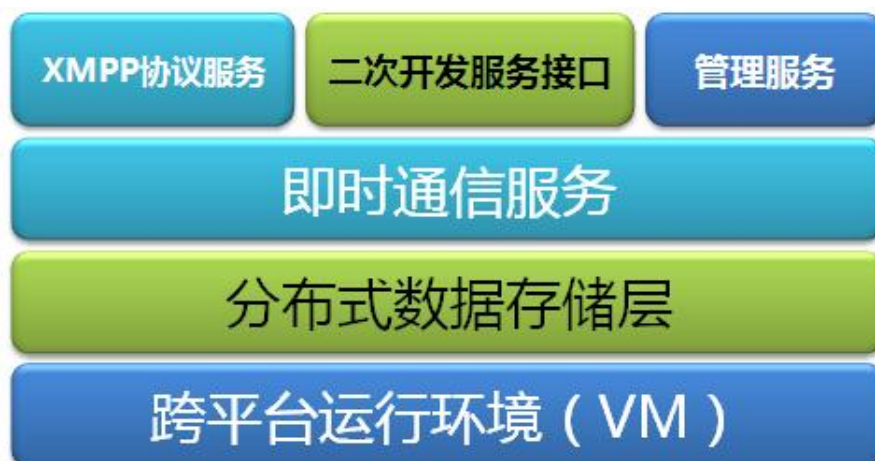 XMPP协议服务
二次开发服务接口
管理服务
即时通信服务
分布式数据存储层
跨平台运行环境（VM）